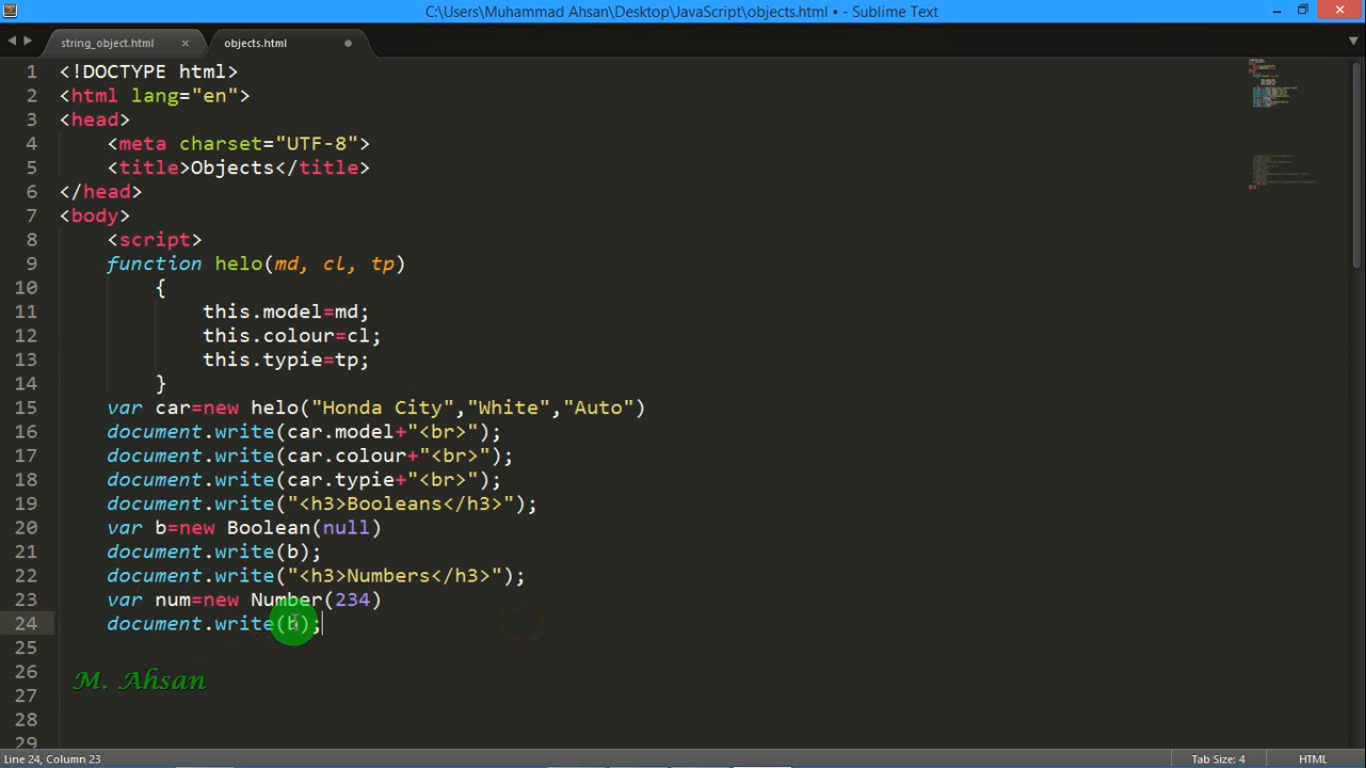 C:\Users\Muhammad Ahsan\Desktop\JavaScript\objects.html • - Sublime Text
string_object.html × objects.html
1 <!DOCTYPE html>
2 <html lang="en">
3 <head>
4 <meta charset="UTF-8">
5 <title>Objects</title>
6 </head>
7 <body>
8 <script>
9 function helo(md, cl, tp)
10 {
11 this.model=md;
12 this.colour=cl;
13 this.typie=tp;
14 }
15 var car=new helo("Honda City","White","Auto")
16 document.write(car.model+"<br>");
17 document.write(car.colour+"<br>");
18 document.write(car.typie+"<br>");
19 document.write("<h3>Booleans</h3>");
20 var b=new Boolean(null)
21 document.write(b);
22 document.write("<h3>Numbers</h3>");
23 var num=new Number(234)
24 document.write(b);
25
26
M. Ahsan
27
28
29
Line 24, Column 23 Tab Size: 4 HTML